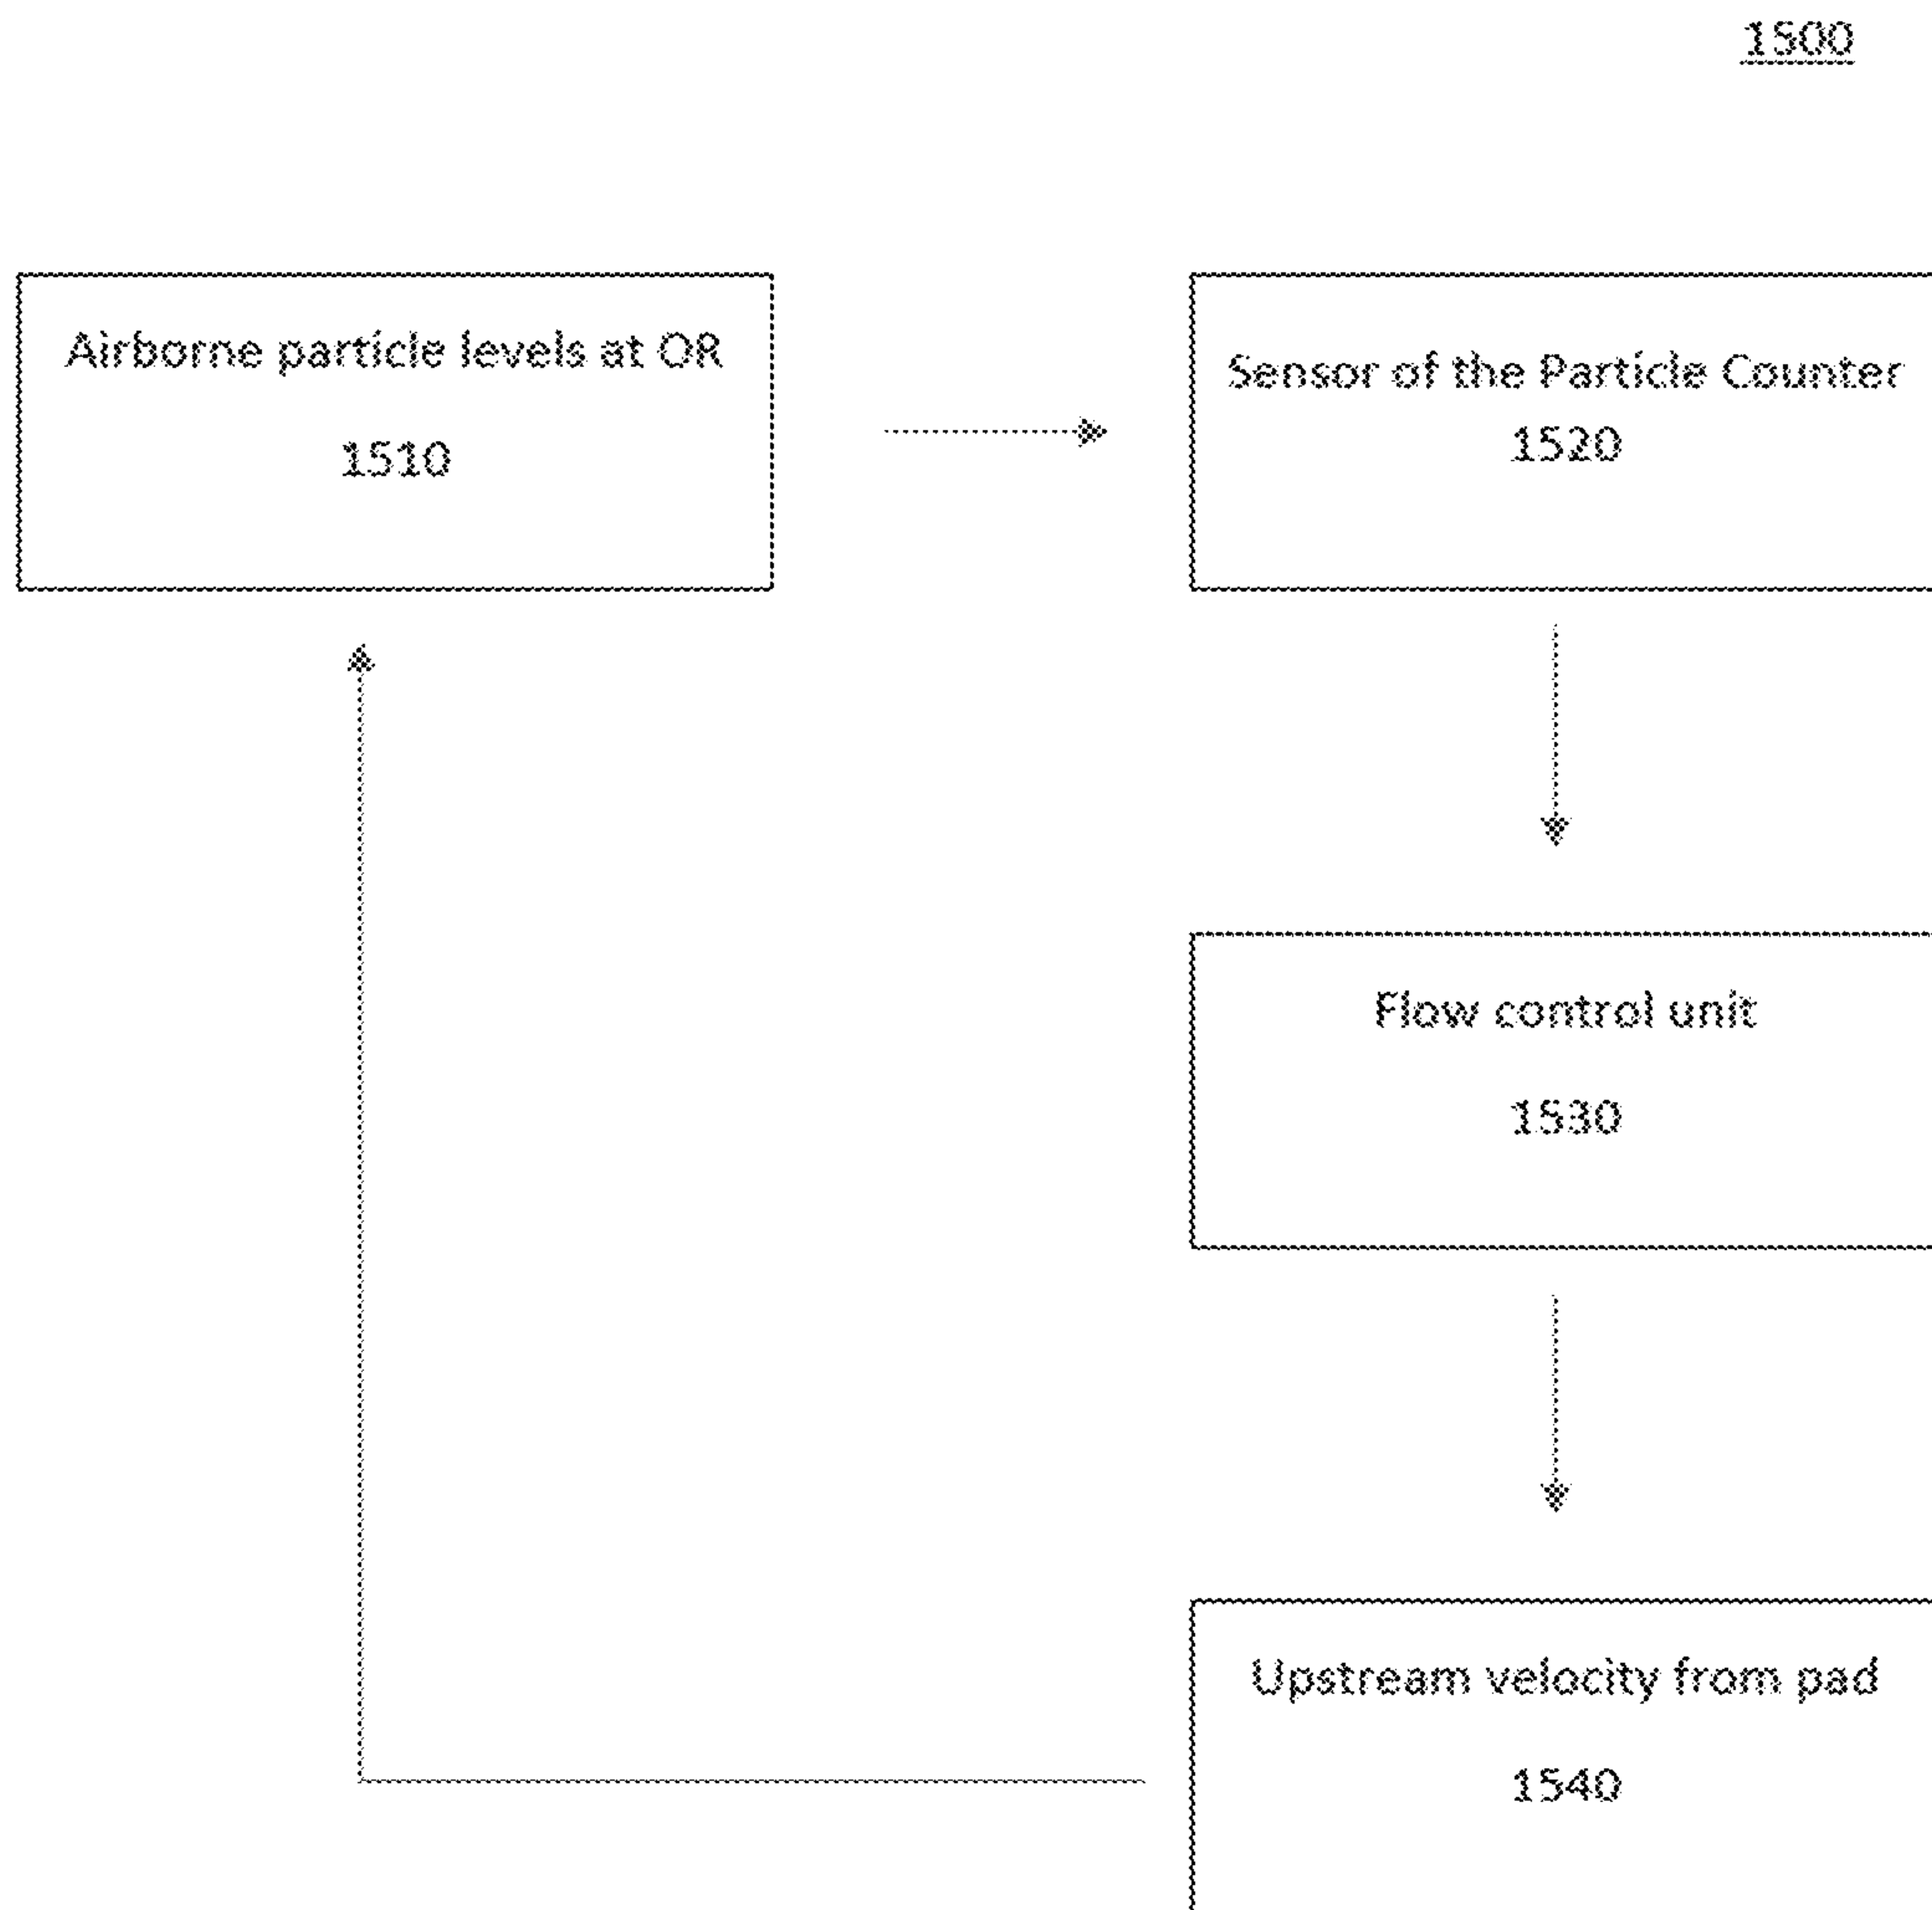 1500
Airborne particle levels at OR
1510
Sensor of the Particle Counter
1520
Flow control unit
1530
Upstream velocity from pad
1540